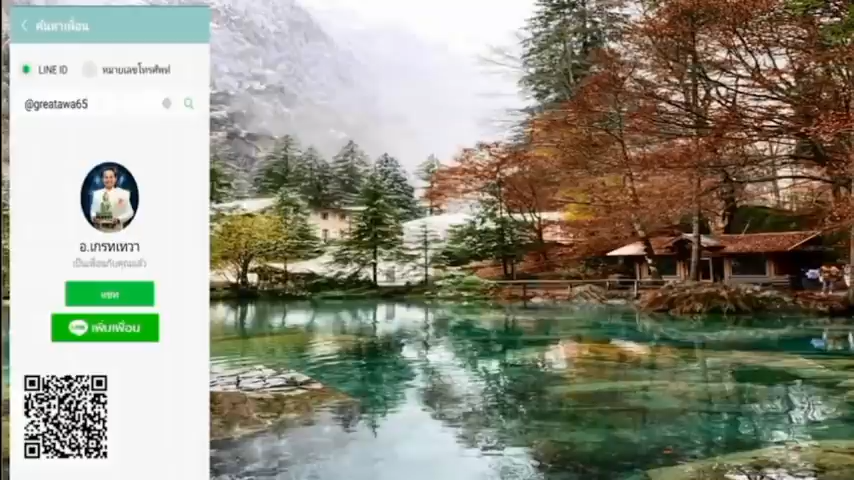 ค้นหาเพื่อน
LINE ID
หมายเลขโทรศัพท์
@greatawa65
อ.เกรทเทวา
เป็นเพื่อนกับคุณแล้ว
แชท
LINE เพิ่มเพื่อน